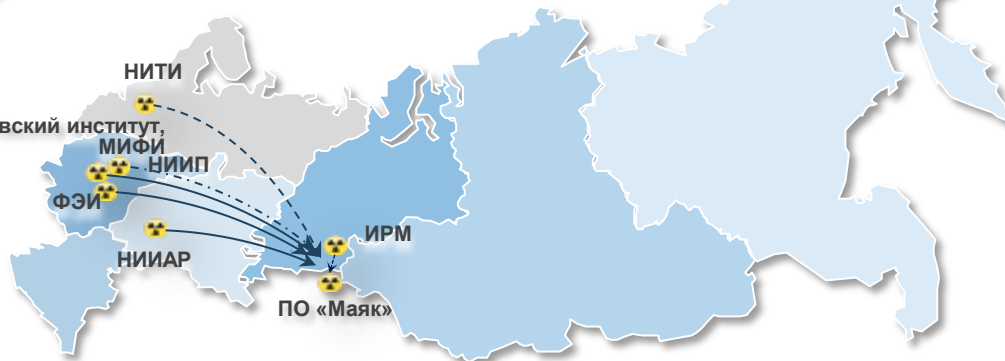 НИТИ
вский институт,
МИФИ
НИИП
ФЭИ
ИРМ
НИИАР
ПО «Маяк»